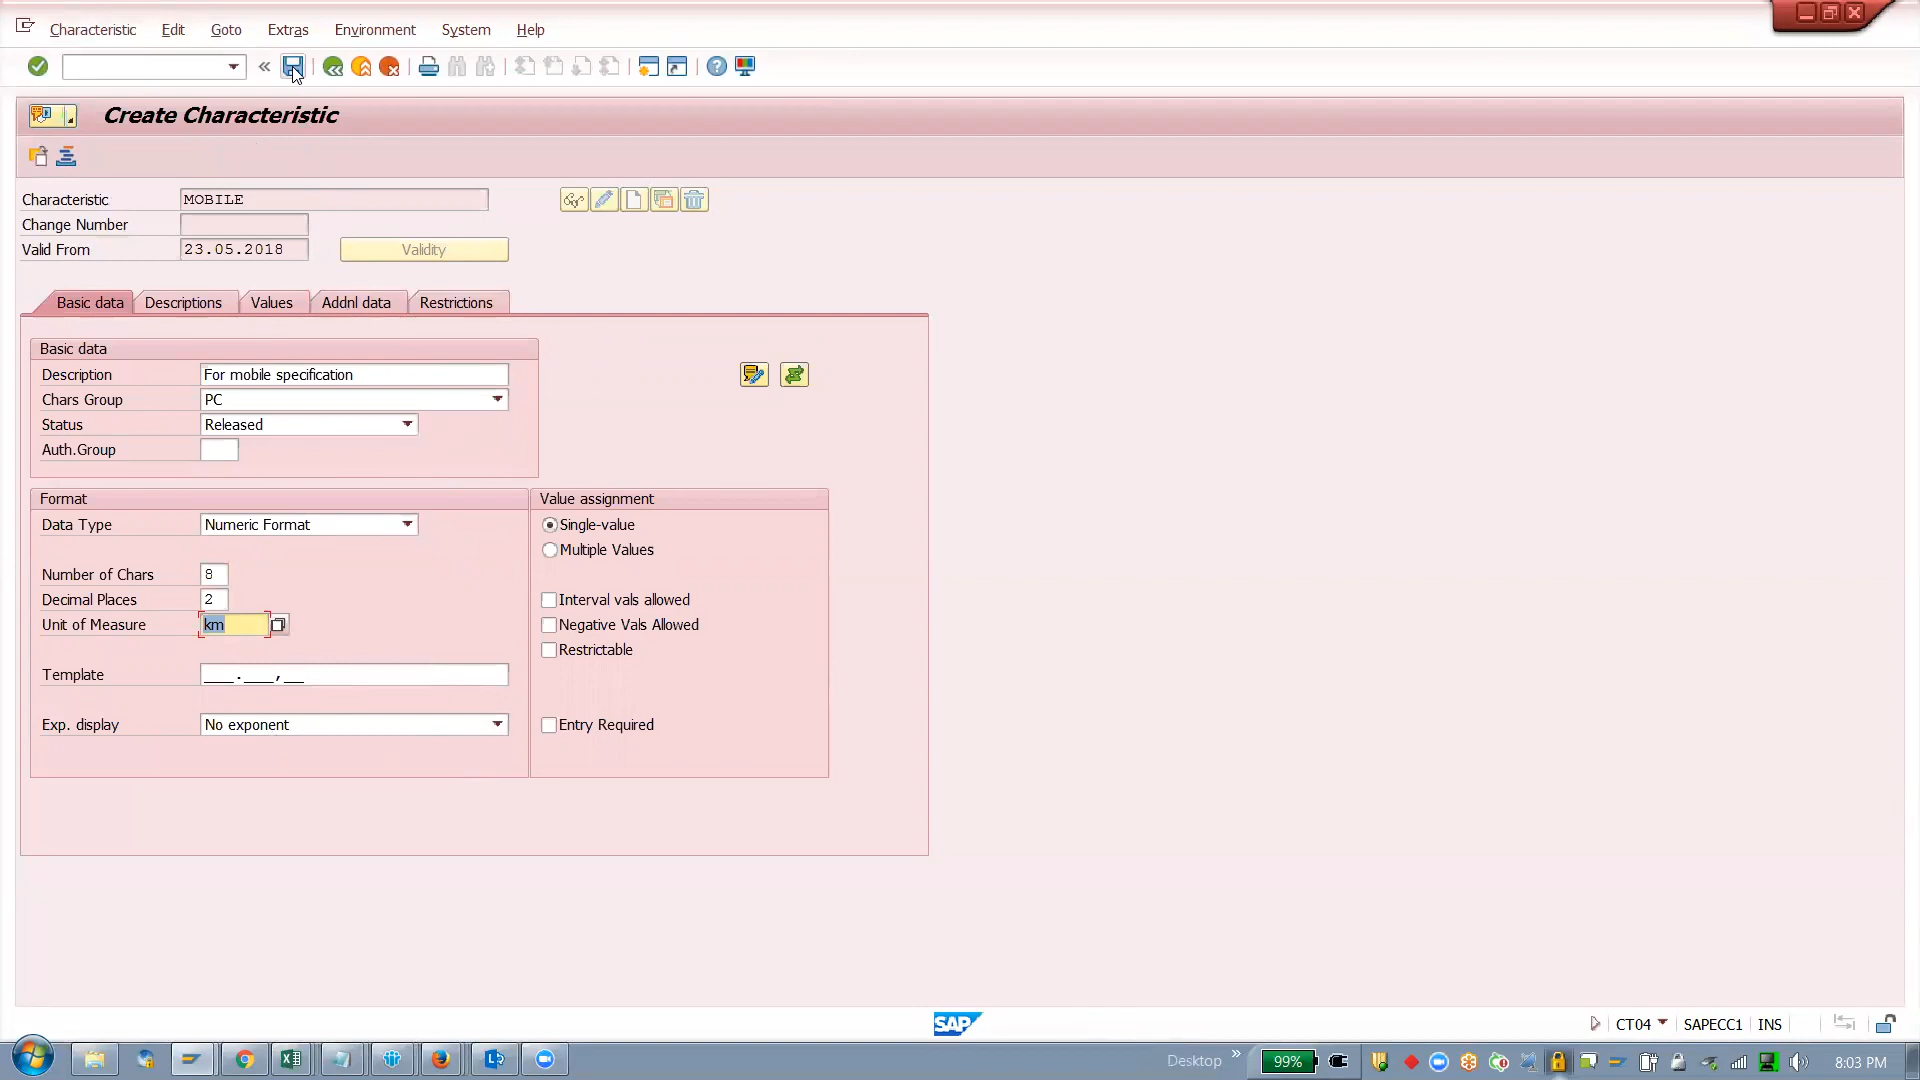 Characteristic Edit Goto Extras Environment System Help
Create Characteristic
Characteristic MOBILE
Change Number
Valid From 23.05.2018 Validity
Basic data Descriptions Values Addnl data Restrictions
Basic data
Description For mobile specification
Chars Group PC
Status Released
Auth.Group
Format Value assignment
Data Type Numeric Format Single-value
Multiple Values
Number of Chars 8
Decimal Places 2 Interval vals allowed
Unit of Measure km Negative Vals Allowed
Restrictable
Template ___.___,__
Exp. display No exponent Entry Required
SAP
CT04 SAPECC1 INS
Desktop » 99% 8:03 PM